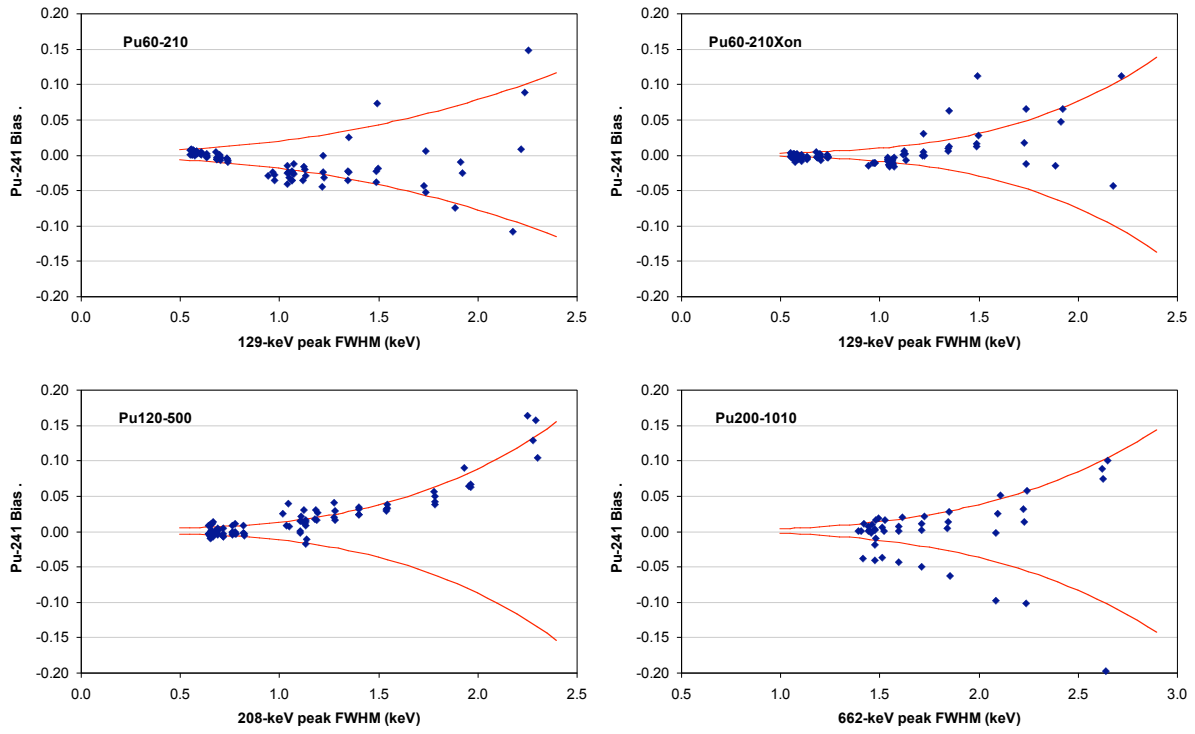 Pu60-210
Pu-241 Bias .
0.20
0.15
0.10
0.05
0.00
-0.05
-0.10
-0.15
-0.20
0.0 0.5 1.0 1.5 2.0 2.5
129-keV peak FWHM (keV)
Pu60-210Xon
Pu-241 Bias .
0.20
0.15
0.10
0.05
0.00
-0.05
-0.10
-0.15
-0.20
0.0 0.5 1.0 1.5 2.0 2.5
129-keV peak FWHM (keV)
Pu120-500
Pu-241 Bias .
0.20
0.15
0.10
0.05
0.00
-0.05
-0.10
-0.15
-0.20
0.0 0.5 1.0 1.5 2.0 2.5
208-keV peak FWHM (keV)
Pu200-1010
Pu-241 Bias .
0.20
0.15
0.10
0.05
0.00
-0.05
-0.10
-0.15
-0.20
0.5 1.0 1.5 2.0 2.5 3.0
662-keV peak FWHM (keV)